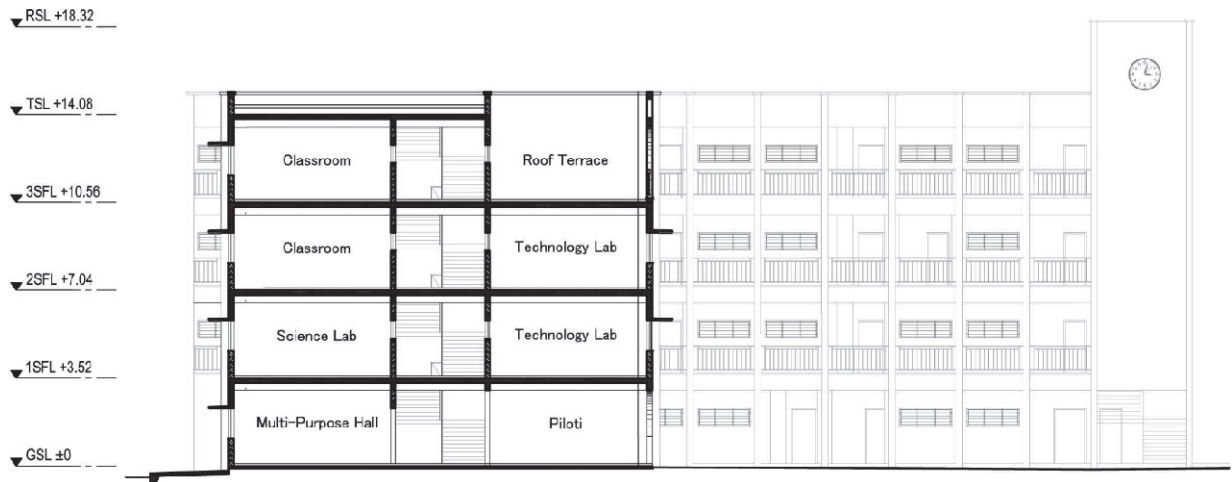 RSL +18.32
TSL +14.08
Classroom
Roof Terrace
3SFL +10.56
Classroom
Technology Lab
2SFL +7.04
Science Lab
Technology Lab
1SFL +3.52
Multi-Purpose Hall
Piloti
GSL ±0